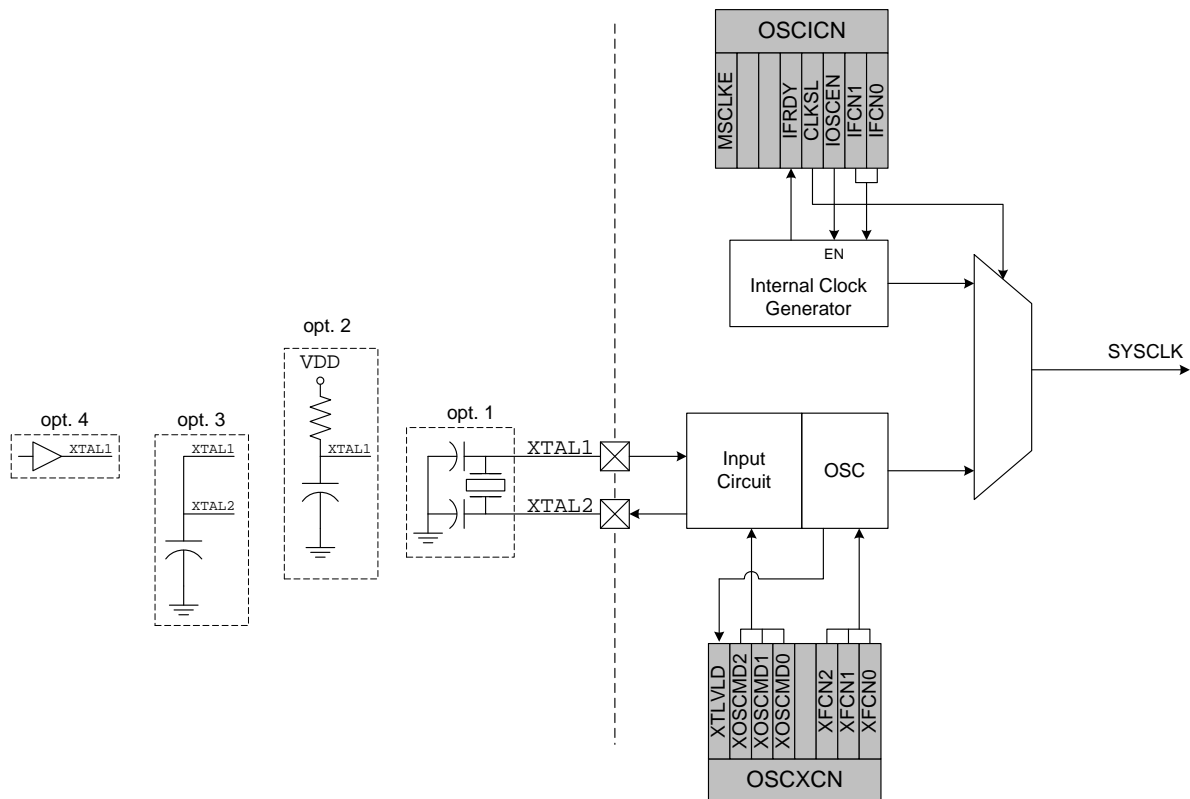 OSCICN
MSCLKE
IFRDY
CLKSL
IOSCEN
IFCN1
IFCN0
EN
Internal Clock
Generator
SYSCLK
opt. 4
XTAL1
opt. 3
XTAL1
XTAL2
opt. 2
VDD
XTAL1
opt. 1
XTAL1
XTAL2
Input
Circuit
OSC
XTLVLD
XOSCMD2
XOSCMD1
XOSCMD0
XFCN2
XFCN1
XFCN0
OSCXCN